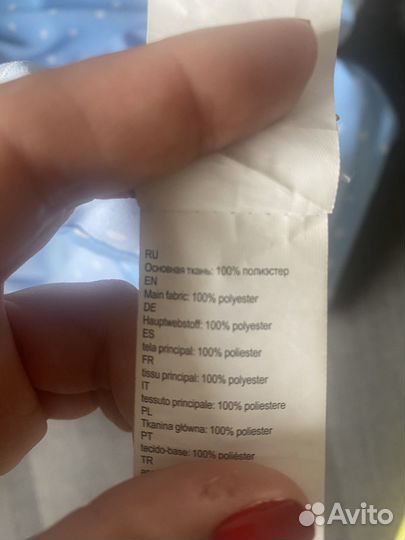 RU
Основная ткань: 100% полиэстер
EN
Main fabric: 100% polyester
DE
Hauptwebstoff: 100% polyester
ES
tela principal: 100% poliester
FR
tissu principal: 100% poliester
IT
tessuto principale: 100% poliestere
PL
Tkanina główna: 100% poliester
PT
tecido-base: 100% poliéster
TR
Avito